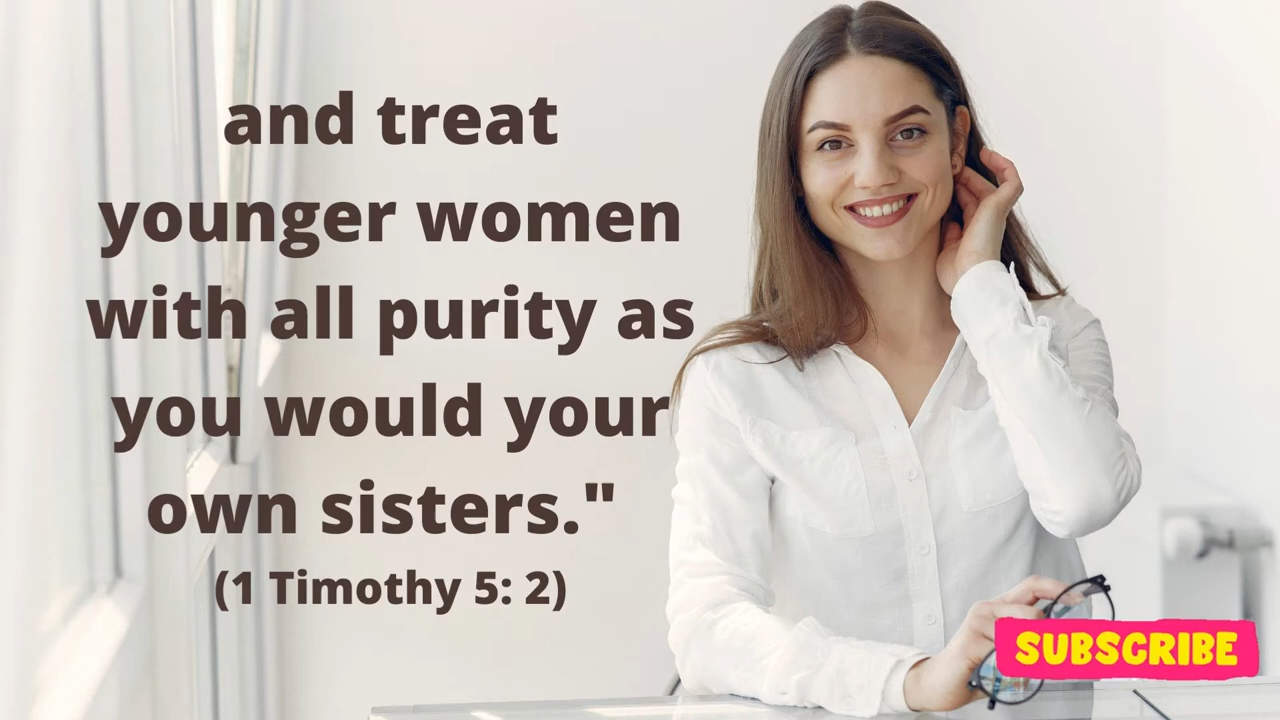 and treat
younger women
with all purity as
you would your
own sisters."
(1 Timothy 5: 2)
SUBSCRIBE